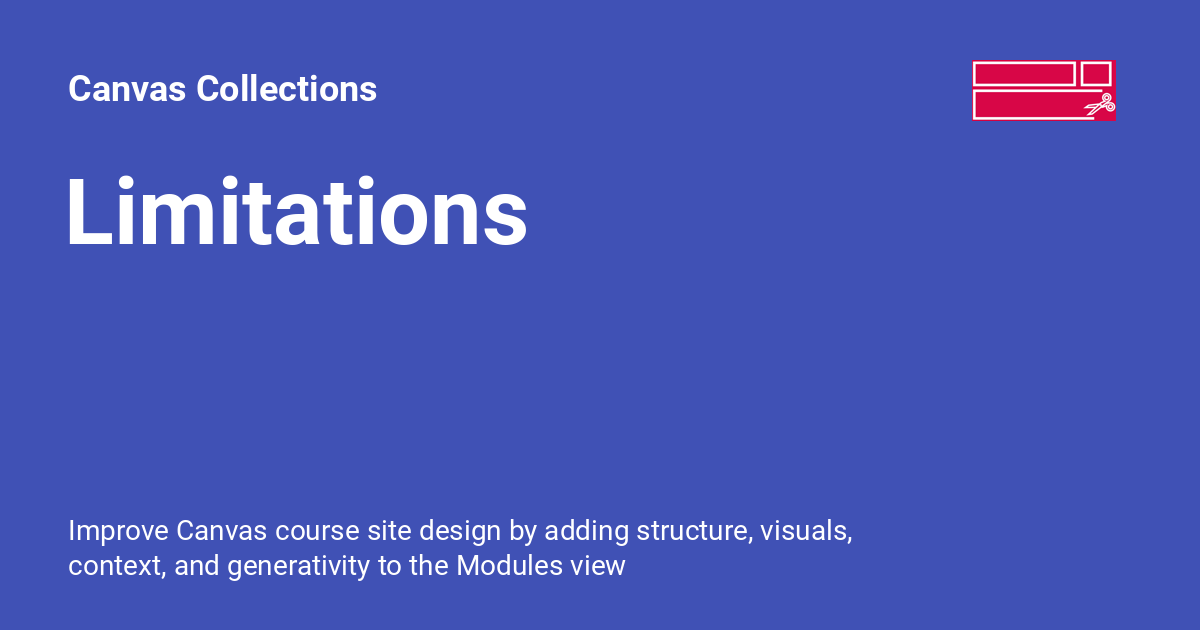 Canvas Collections
Limitations
Improve Canvas course site design by adding structure, visuals,
context, and generativity to the Modules view